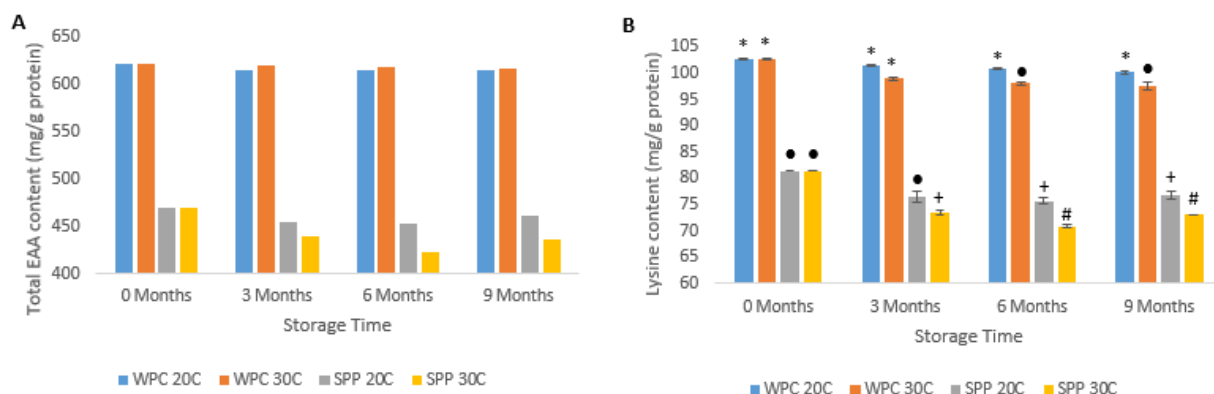 A
Total EAA content (mg/g protein)
650
600
550
500
450
400
0 Months 3 Months 6 Months 9 Months
Storage Time
WPC 20C WPC 30C SPP 20C SPP 30C
B
Lysine content (mg/g protein)
105
100
95
90
85
80
75
70
65
60
* * * * * ● * ●
● ● ● + + # + #
0 Months 3 Months 6 Months 9 Months
Storage Time
WPC 20C WPC 30C SPP 20C SPP 30C